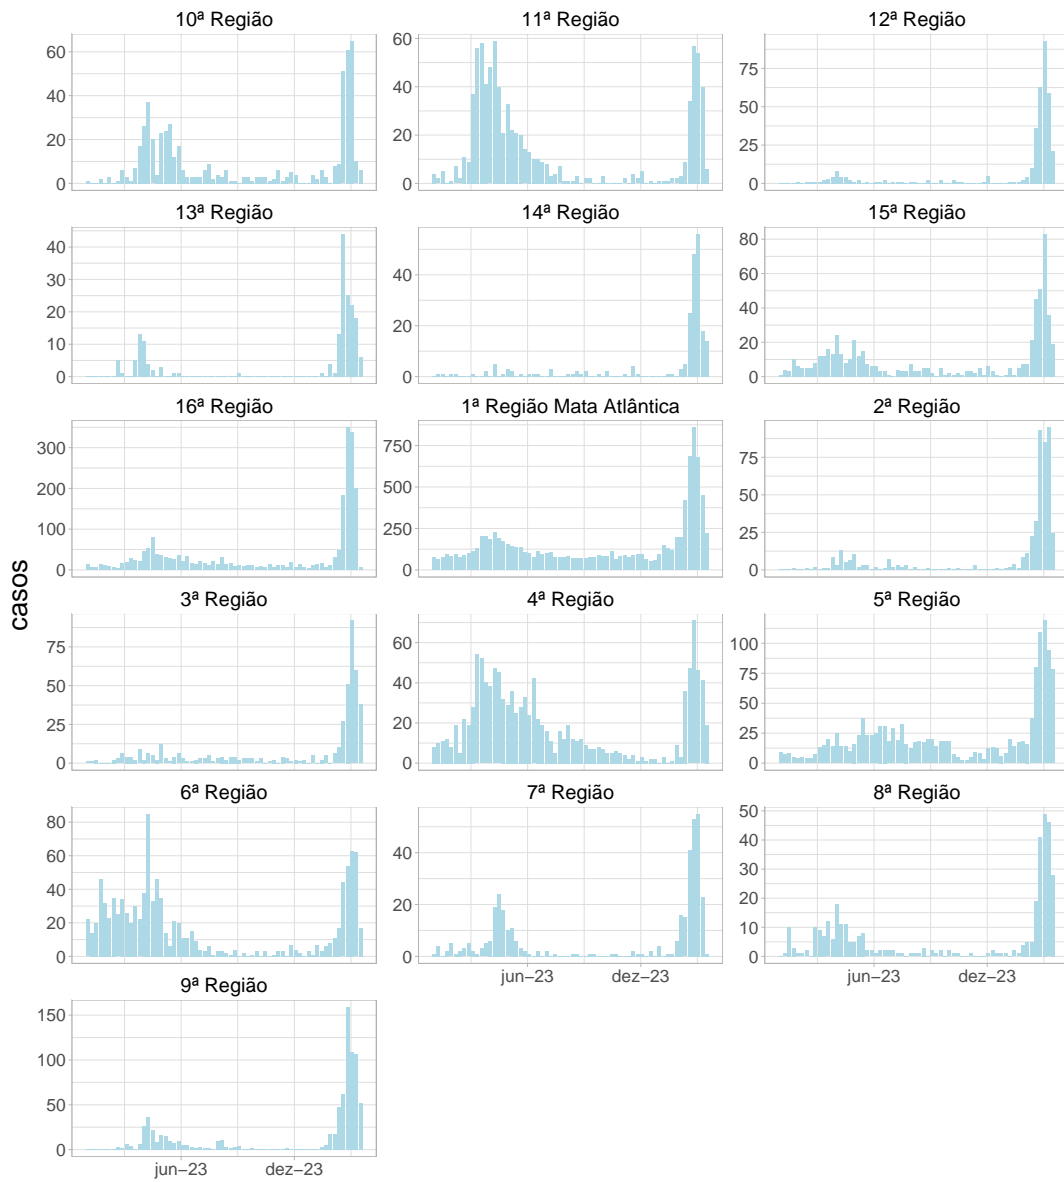 10ª Região
11ª Região
12ª Região
60
40
20
0
60
40
20
0
75
50
25
0
13ª Região
14ª Região
15ª Região
40
30
20
10
0
40
20
0
80
60
40
20
0
16ª Região
1ª Região Mata Atlântica
2ª Região
300
200
100
0
750
500
250
0
75
50
25
0
casos
3ª Região
4ª Região
5ª Região
75
50
25
0
60
40
20
0
100
75
50
25
0
6ª Região
7ª Região
8ª Região
80
60
40
20
0
40
20
0
50
40
30
20
10
0
jun−23
dez−23
jun−23
dez−23
9ª Região
150
100
50
0
jun−23
dez−23